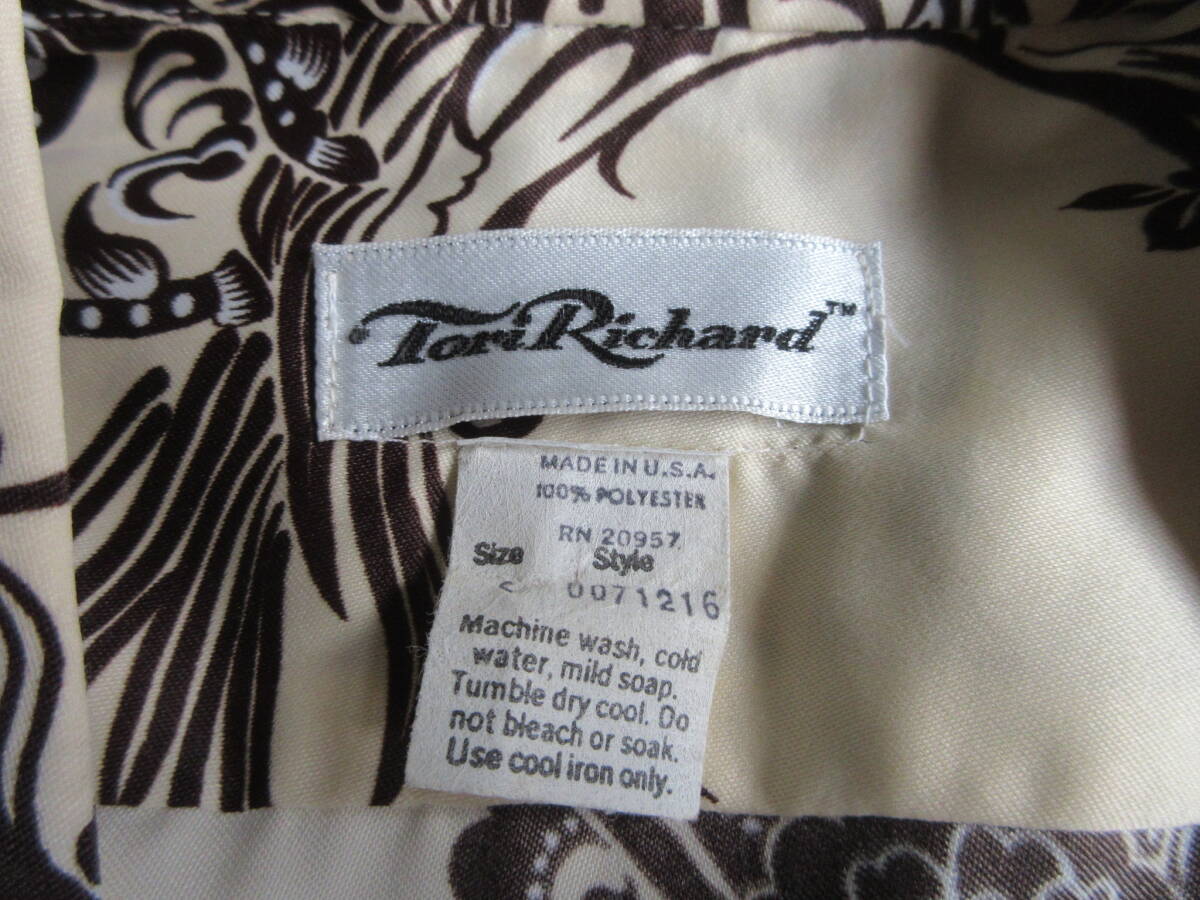 Tori Richard™
MADE IN U.S.A.
100% POLYESTER
RN 20957
Size Style
0071216
Machine wash, cold
water, mild soap.
Tumble dry cool. Do
not bleach or soak.
Use cool iron only.